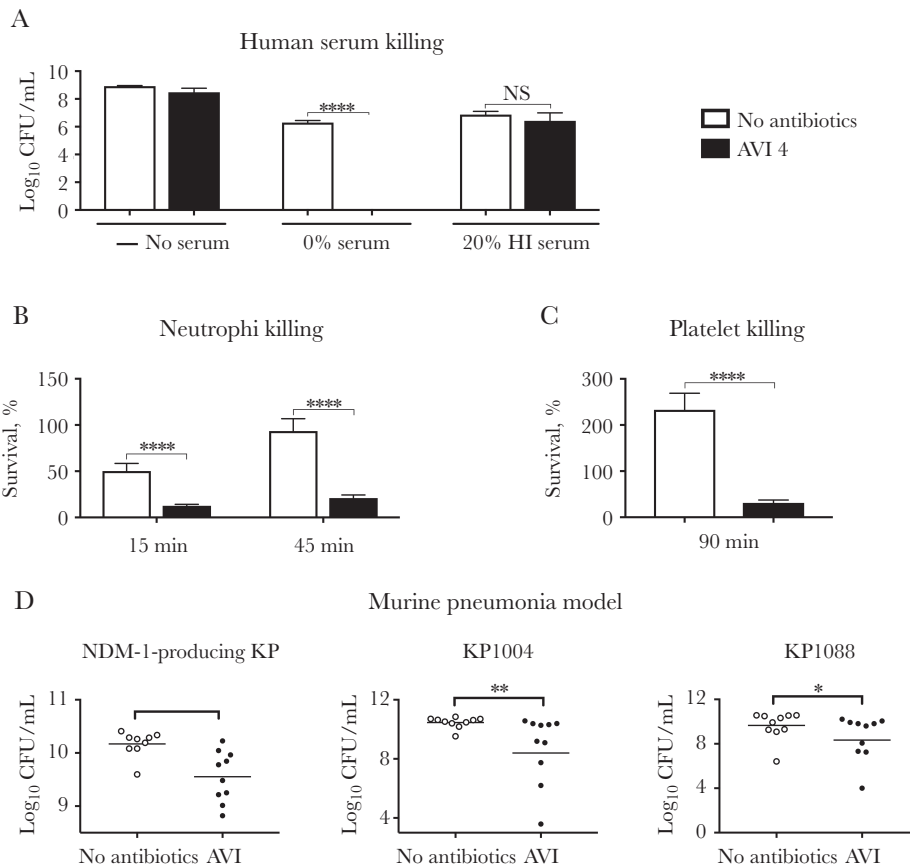 A
Human serum killing
Log10 CFU/mL
10
8
6
4
2
0
****
NS
No antibiotics
AVI 4
— No serum
0% serum
20% HI serum
B
Neutrophi killing
Survival, %
150
100
50
0
****
****
15 min
45 min
C
Platelet killing
Survival, %
300
200
100
0
****
90 min
D
Murine pneumonia model
NDM-1-producing KP
Log10 CFU/mL
11
10
9
No antibiotics AVI
KP1004
Log10 CFU/mL
12
8
4
**
No antibiotics AVI
KP1088
Log10 CFU/mL
12
8
4
0
*
No antibiotics AVI